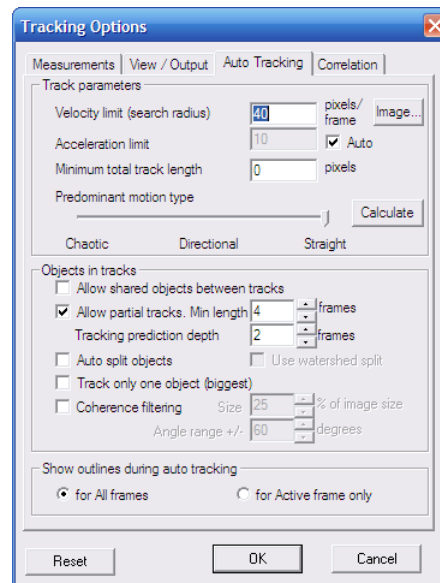 Tracking Options
Measurements View / Output Auto Tracking Correlation
Track parameters
Velocity limit (search radius) 40 pixels/ frame Image...
Acceleration limit 10 Auto
Minimum total track length 0 pixels
Predominant motion type
Calculate
Chaotic Directional Straight
Objects in tracks
Allow shared objects between tracks
Allow partial tracks. Min length 4 frames
Tracking prediction depth 2 frames
Auto split objects Use watershed split
Track only one object (biggest)
Coherence filtering Size 25 % of image size
Angle range +/- 60 degrees
Show outlines during auto tracking
for All frames for Active frame only
Reset OK Cancel